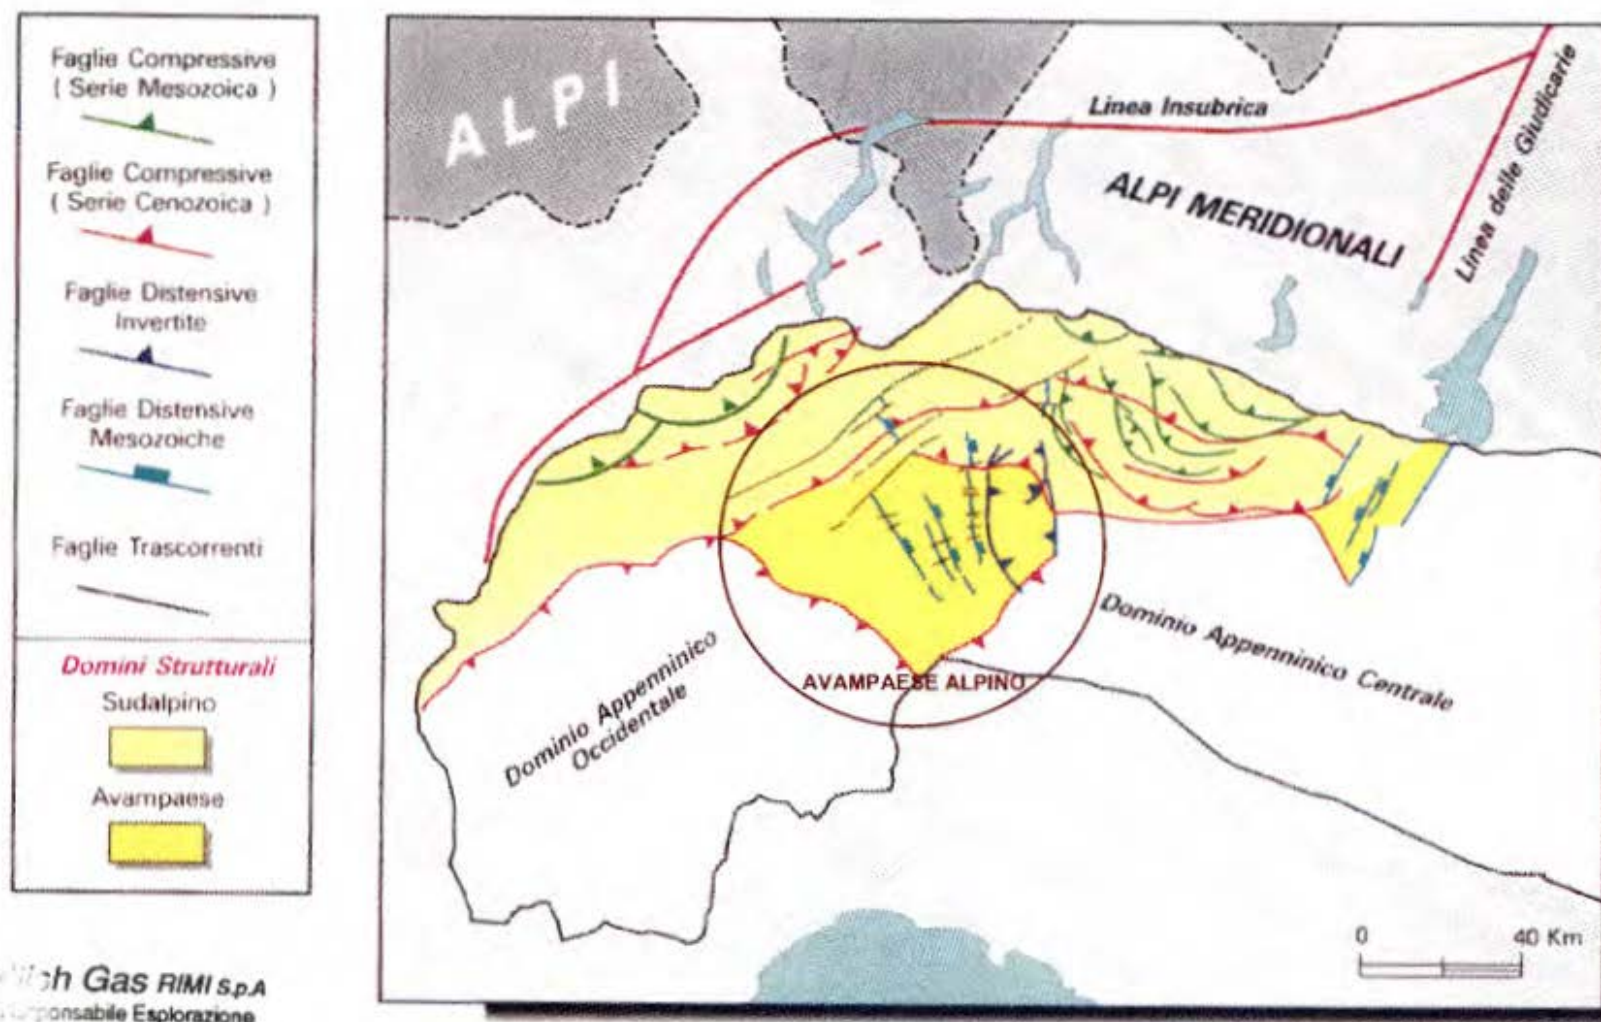 Faglie Compressive
( Serie Mesozoica )
Faglie Compressive
( Serie Cenozoica )
Faglie Distensive
Invertite
Faglie Distensive
Mesozoiche
Faglie Trascorrenti
Domini Strutturali
Sudalpino
Avampaese
ALPI
Linea Insubrica
Linea delle Giudicarie
ALPI MERIDIONALI
AVAMPAESE ALPINO
Dominio Appenninico
Occidentale
Dominio Appenninico Centrale
0 40 Km
Gas RIMI S.p.A
Esplorazione